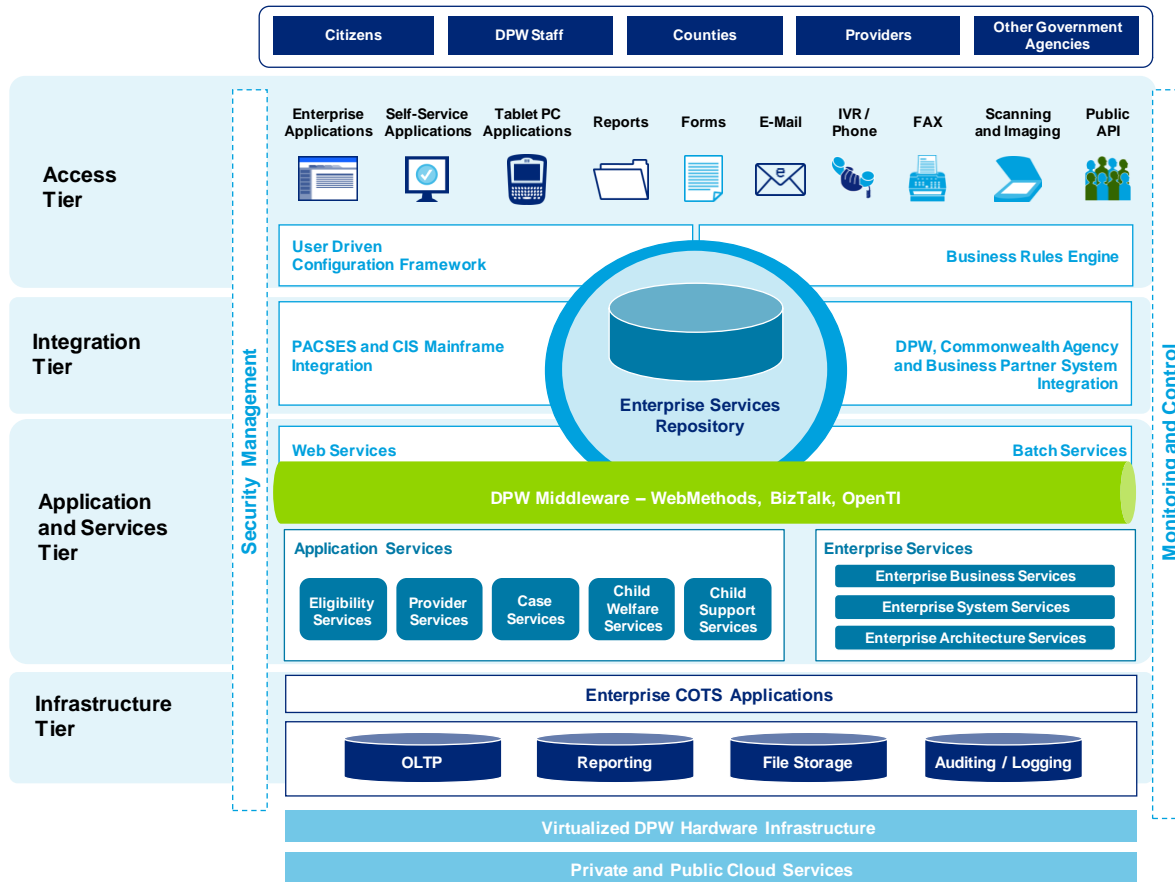 Citizens
DPW Staff
Counties
Providers
Other Government
Agencies
Access
Tier
Enterprise
Applications
Self-Service
Applications
Tablet PC
Applications
Reports
Forms
E-Mail
IVR /
Phone
FAX
Scanning
and Imaging
Public
API
e
User Driven
Configuration Framework
Business Rules Engine
Integration
Tier
PACSES and CIS Mainframe
Integration
DPW, Commonwealth Agency
and Business Partner System
Integration
Enterprise Services
Repository
Security Management
Monitoring and Control
Application
and Services
Tier
Web Services
Batch Services
DPW Middleware – WebMethods, BizTalk, OpenTI
Application Services
Eligibility
Services
Provider
Services
Case
Services
Child
Welfare
Services
Child
Support
Services
Enterprise Services
Enterprise Business Services
Enterprise System Services
Enterprise Architecture Services
Infrastructure
Tier
Enterprise COTS Applications
OLTP
Reporting
File Storage
Auditing / Logging
Virtualized DPW Hardware Infrastructure
Private and Public Cloud Services